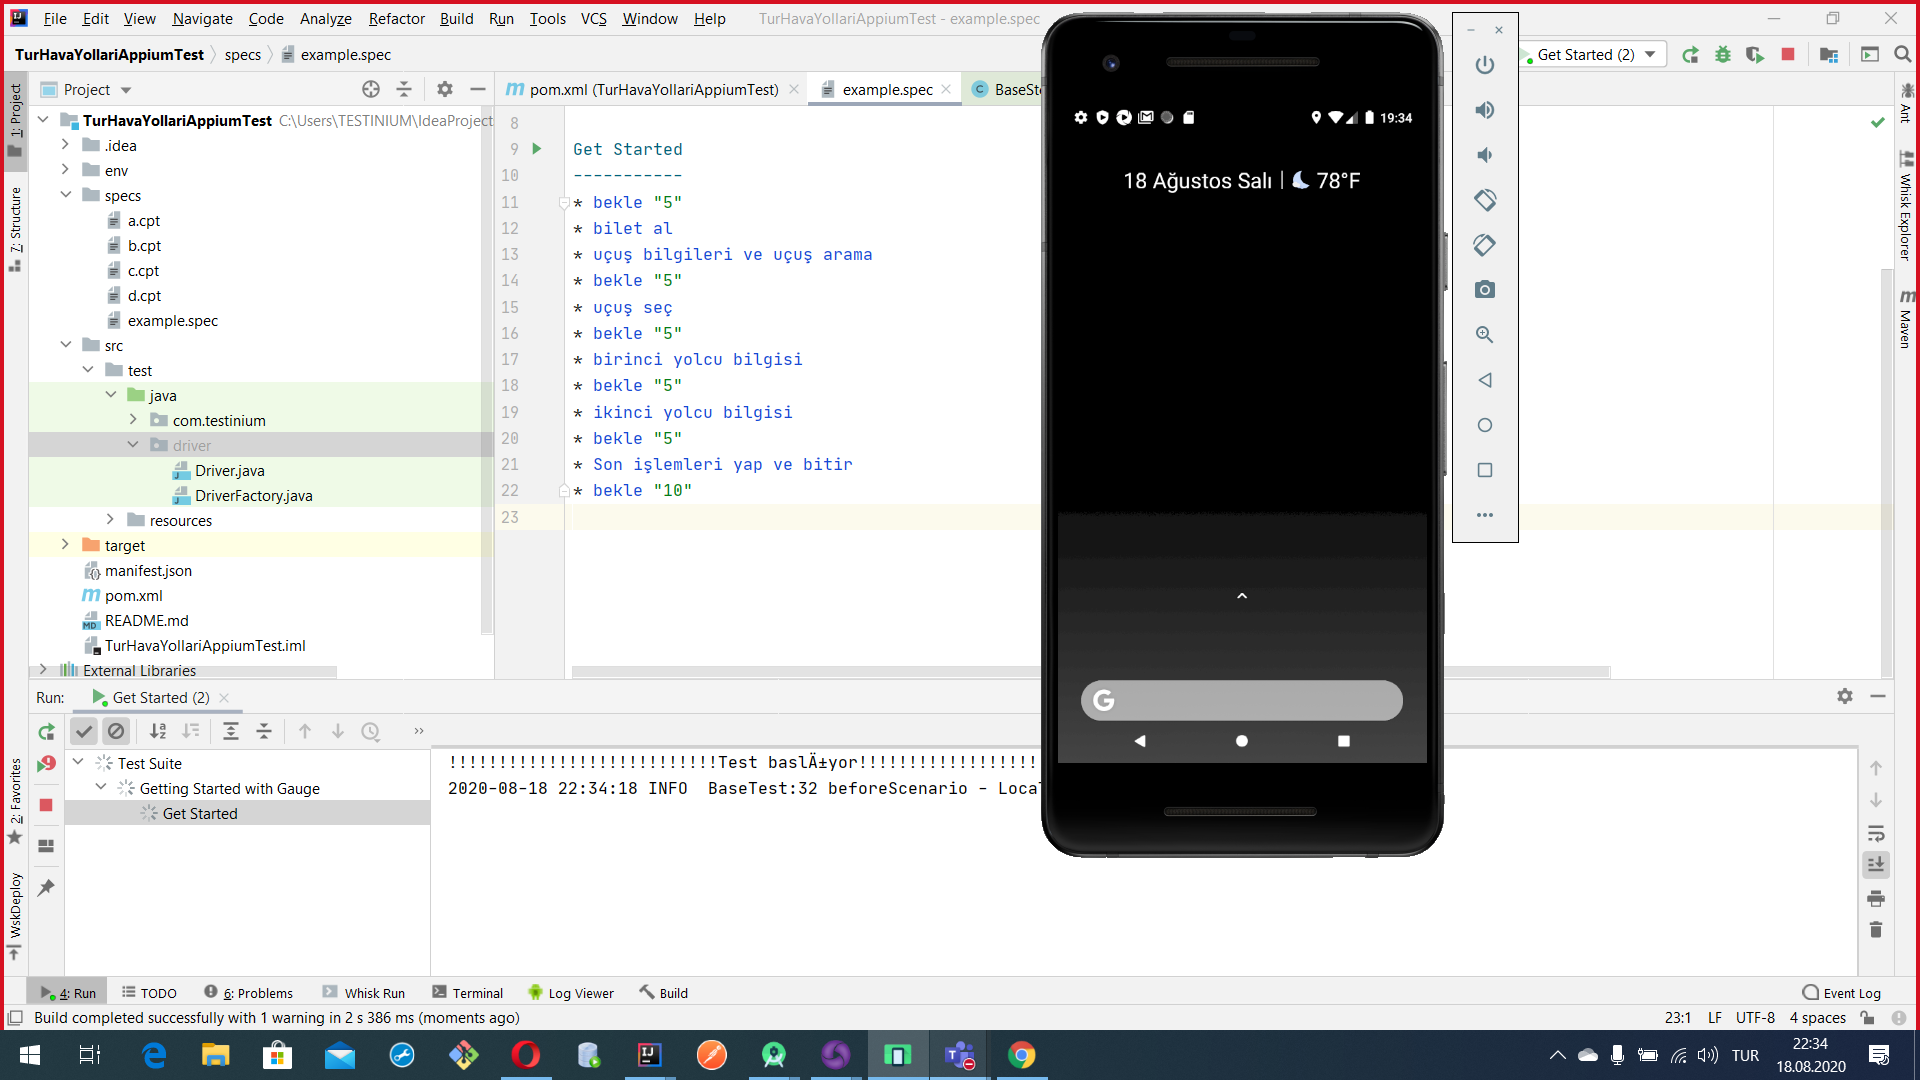 File Edit View Navigate Code Analyze Refactor Build Run Tools VCS Window Help TurHavaYollariAppiumTest - example.spec
TurHavaYollariAppiumTest specs example.spec
Get Started (2)
Project
pom.xml (TurHavaYollariAppiumTest)
example.spec
BaseSte
1: Project
7: Structure
2: Favorites
WskDeploy
Ant
Whisk Explorer
Maven
TurHavaYollariAppiumTest C:\Users\TESTINIUM\IdeaProject
.idea
env
specs
a.cpt
b.cpt
c.cpt
d.cpt
example.spec
src
test
java
com.testinium
driver
Driver.java
DriverFactory.java
resources
target
manifest.json
pom.xml
README.md
TurHavaYollariAppiumTest.iml
External Libraries
8
9 Get Started
10 -----------
11 * bekle "5"
12 * bilet al
13 * uçuş bilgileri ve uçuş arama
14 * bekle "5"
15 * uçuş seç
16 * bekle "5"
17 * birinci yolcu bilgisi
18 * bekle "5"
19 * ikinci yolcu bilgisi
20 * bekle "5"
21 * Son işlemleri yap ve bitir
22 * bekle "10"
23
19:34
18 Ağustos Salı | 78°F
G
Run: Get Started (2)
Test Suite
Getting Started with Gauge
Get Started
!!!!!!!!!!!!!!!!!!!!!!!!!!!Test baslÄ±yor!!!!!!!!!!!!!!!!!!
2020-08-18 22:34:18 INFO  BaseTest:32 beforeScenario - Loca
4: Run TODO 6: Problems Whisk Run Terminal Log Viewer Build Event Log
Build completed successfully with 1 warning in 2 s 386 ms (moments ago)
23:1 LF UTF-8 4 spaces
TUR
22:34
18.08.2020